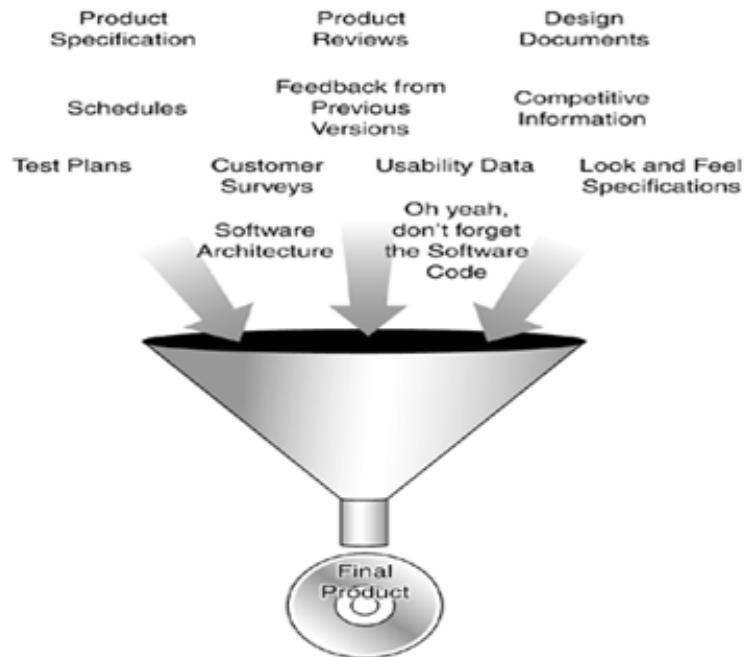 Product
Specification
Product
Reviews
Design
Documents
Schedules
Feedback from
Previous
Versions
Competitive
Information
Test Plans
Customer
Surveys
Usability Data
Look and Feel
Specifications
Software
Architecture
Oh yeah,
don't forget
the Software
Code
Final
Product